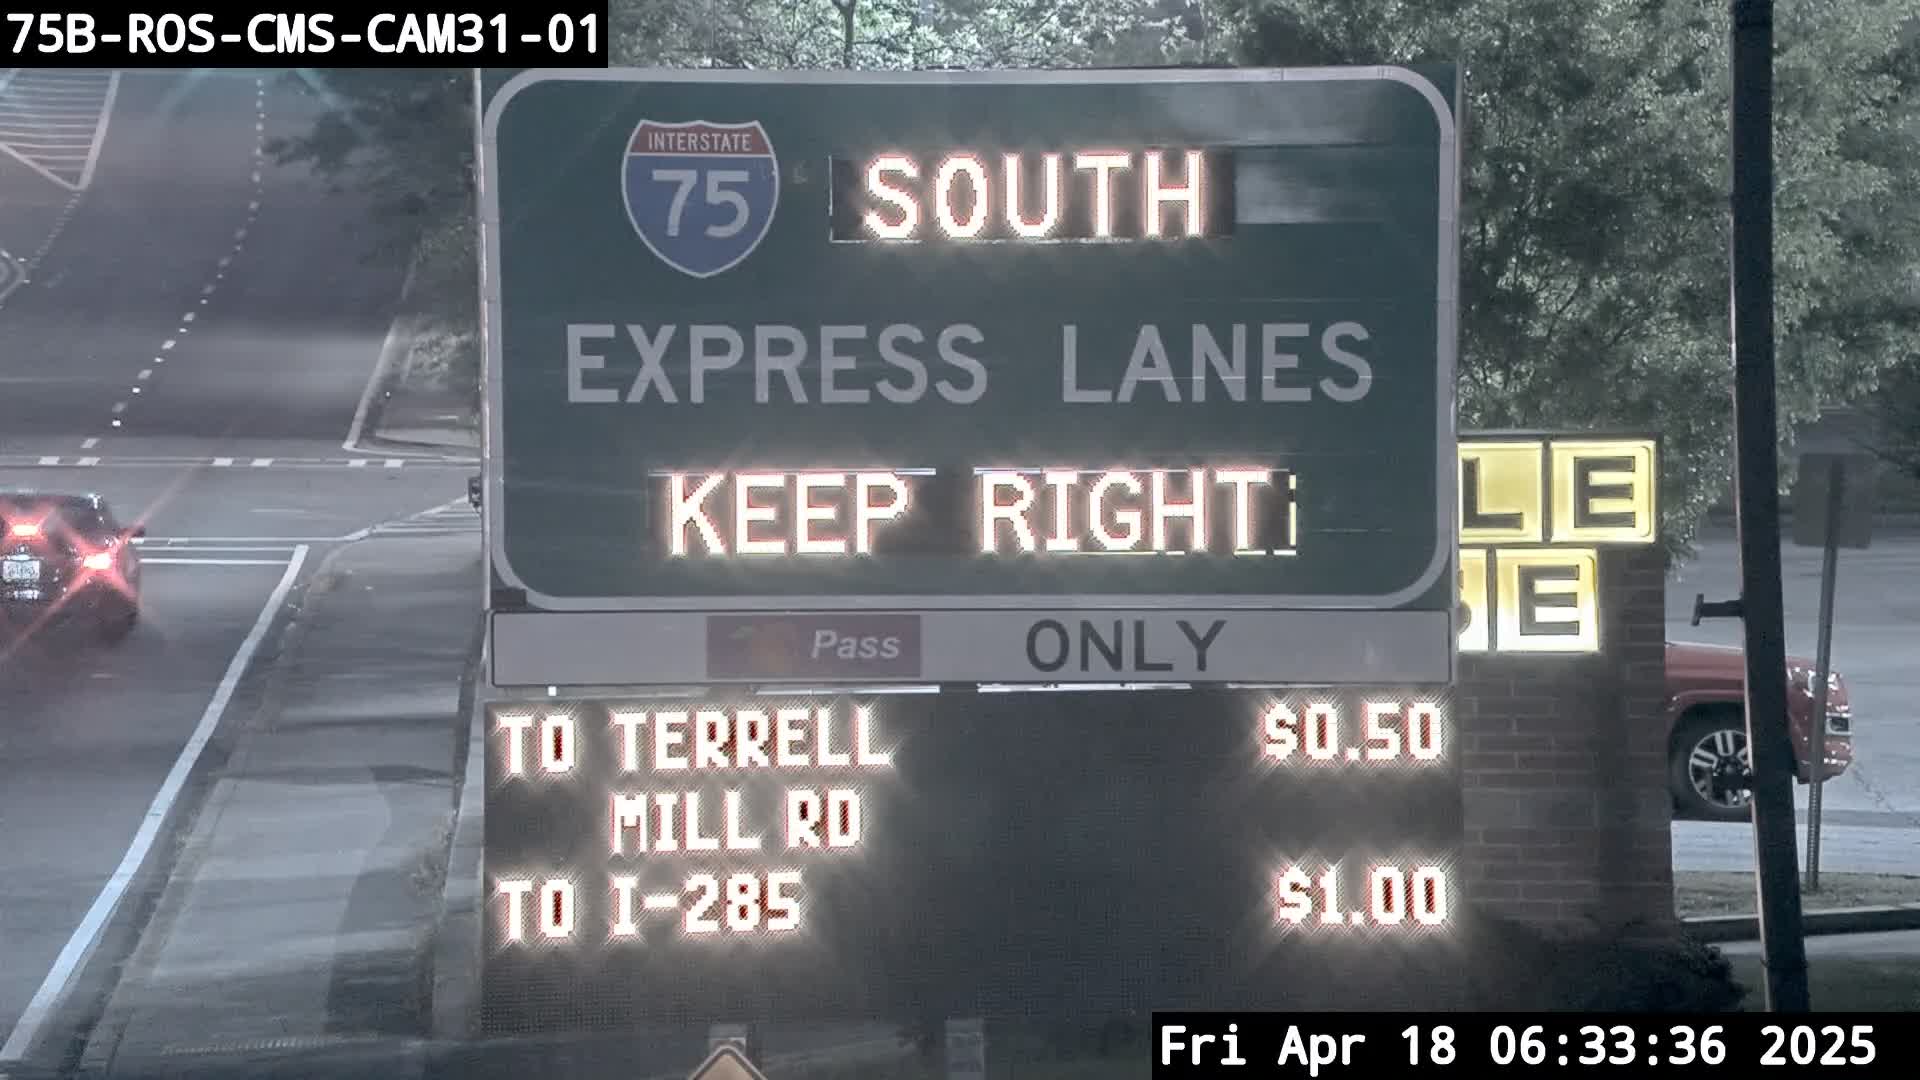 75B-ROS-CMS-CAM31-01
INTERSTATE
75
SOUTH
EXPRESS LANES
KEEP RIGHT
Pass ONLY
TO TERRELL $0.50
MILL RD
TO I-285 $1.00
LE
E
Fri Apr 18 06:33:36 2025